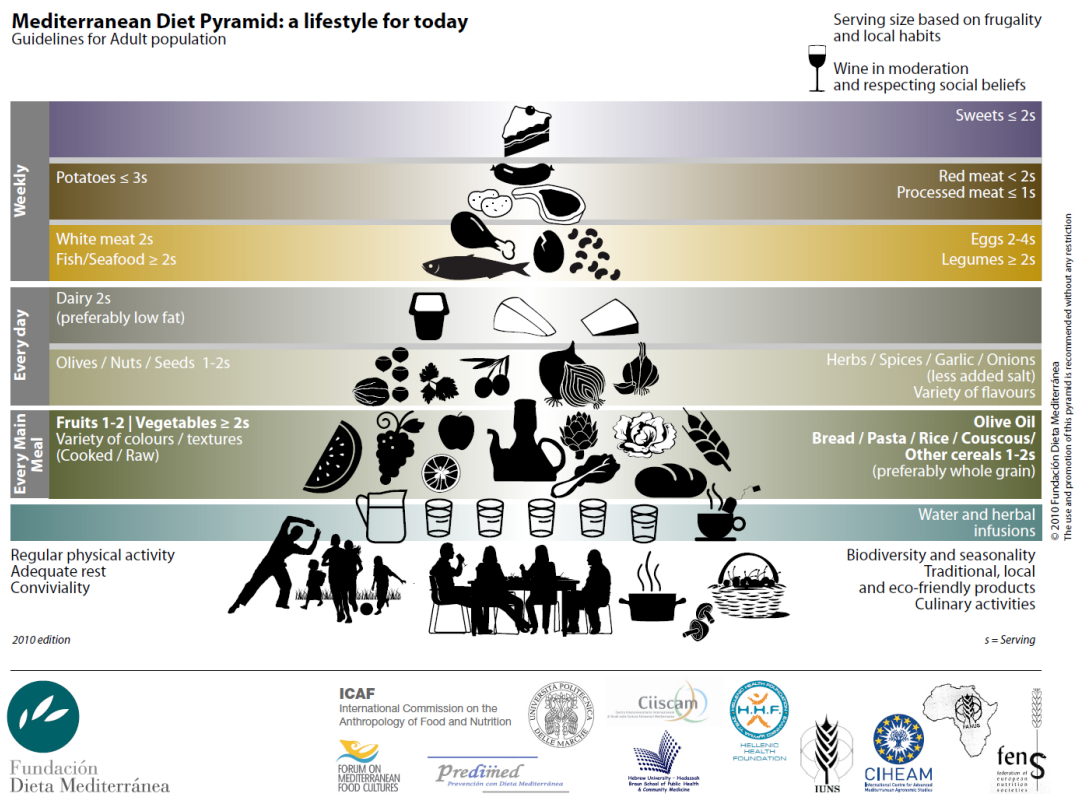 Mediterranean Diet Pyramid: a lifestyle for today
Guidelines for Adult population
Serving size based on frugality
and local habits
Wine in moderation
and respecting social beliefs
Weekly
Sweets ≤ 2s
Potatoes ≤ 3s
Red meat < 2s
Processed meat ≤ 1s
White meat 2s
Fish/Seafood ≥ 2s
Eggs 2-4s
Legumes ≥ 2s
Every day
Dairy 2s
(preferably low fat)
Olives / Nuts / Seeds 1-2s
Herbs / Spices / Garlic / Onions
(less added salt)
Variety of flavours
Every Main
Meal
Fruits 1-2 | Vegetables ≥ 2s
Variety of colours / textures
(Cooked / Raw)
Olive Oil
Bread / Pasta / Rice / Couscous/
Other cereals 1-2s
(preferably whole grain)
Water and herbal
infusions
Regular physical activity
Adequate rest
Conviviality
Biodiversity and seasonality
Traditional, local
and eco-friendly products
Culinary activities
2010 edition
s = Serving
© 2010 Fundación Dieta Mediterránea
The use and promotion of this pyramid is recommended without any restriction
Fundación
Dieta Mediterránea
ICAF
International Commission on the
Anthropology of Food and Nutrition
FORUM ON
MEDITERRANEAN
FOOD CULTURES
Predimed
Prevención con Dieta Mediterránea
UNIVERSITÀ POLITECNICA
DELLE MARCHE
Ciiscam
Hebrew University - Hadassah
Braun School of Public Health
& Community Medicine
H.H.F.
HELLENIC
HEALTH
FOUNDATION
IUNS
CIHEAM
International Centre for Advanced
Mediterranean Agronomic Studies
FANUS
fens
federation of
european
nutrition
societies